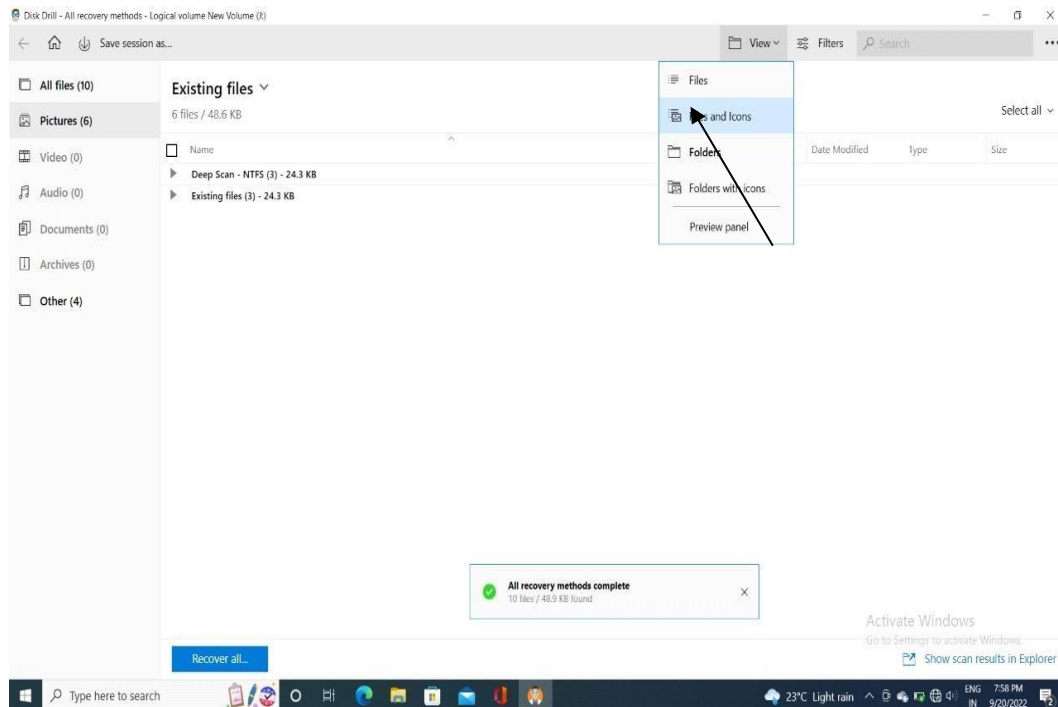 Disk Drill - All recovery methods - Logical volume New Volume (I:)
Save session as...
View
Filters
Search
All files (10)
Pictures (6)
Video (0)
Audio (0)
Documents (0)
Archives (0)
Other (4)
Existing files
6 files / 48.6 KB
Select all
Name
Date Modified
Type
Size
Deep Scan - NTFS (3) - 24.3 KB
Existing files (3) - 24.3 KB
Files
and Icons
Folders
Folders with icons
Preview panel
All recovery methods complete
10 files / 48.9 KB found
Activate Windows
Go to Settings to activate Windows.
Recover all...
Show scan results in Explorer
Type here to search
23°C Light rain
ENG
IN
7:58 PM
9/20/2022
2